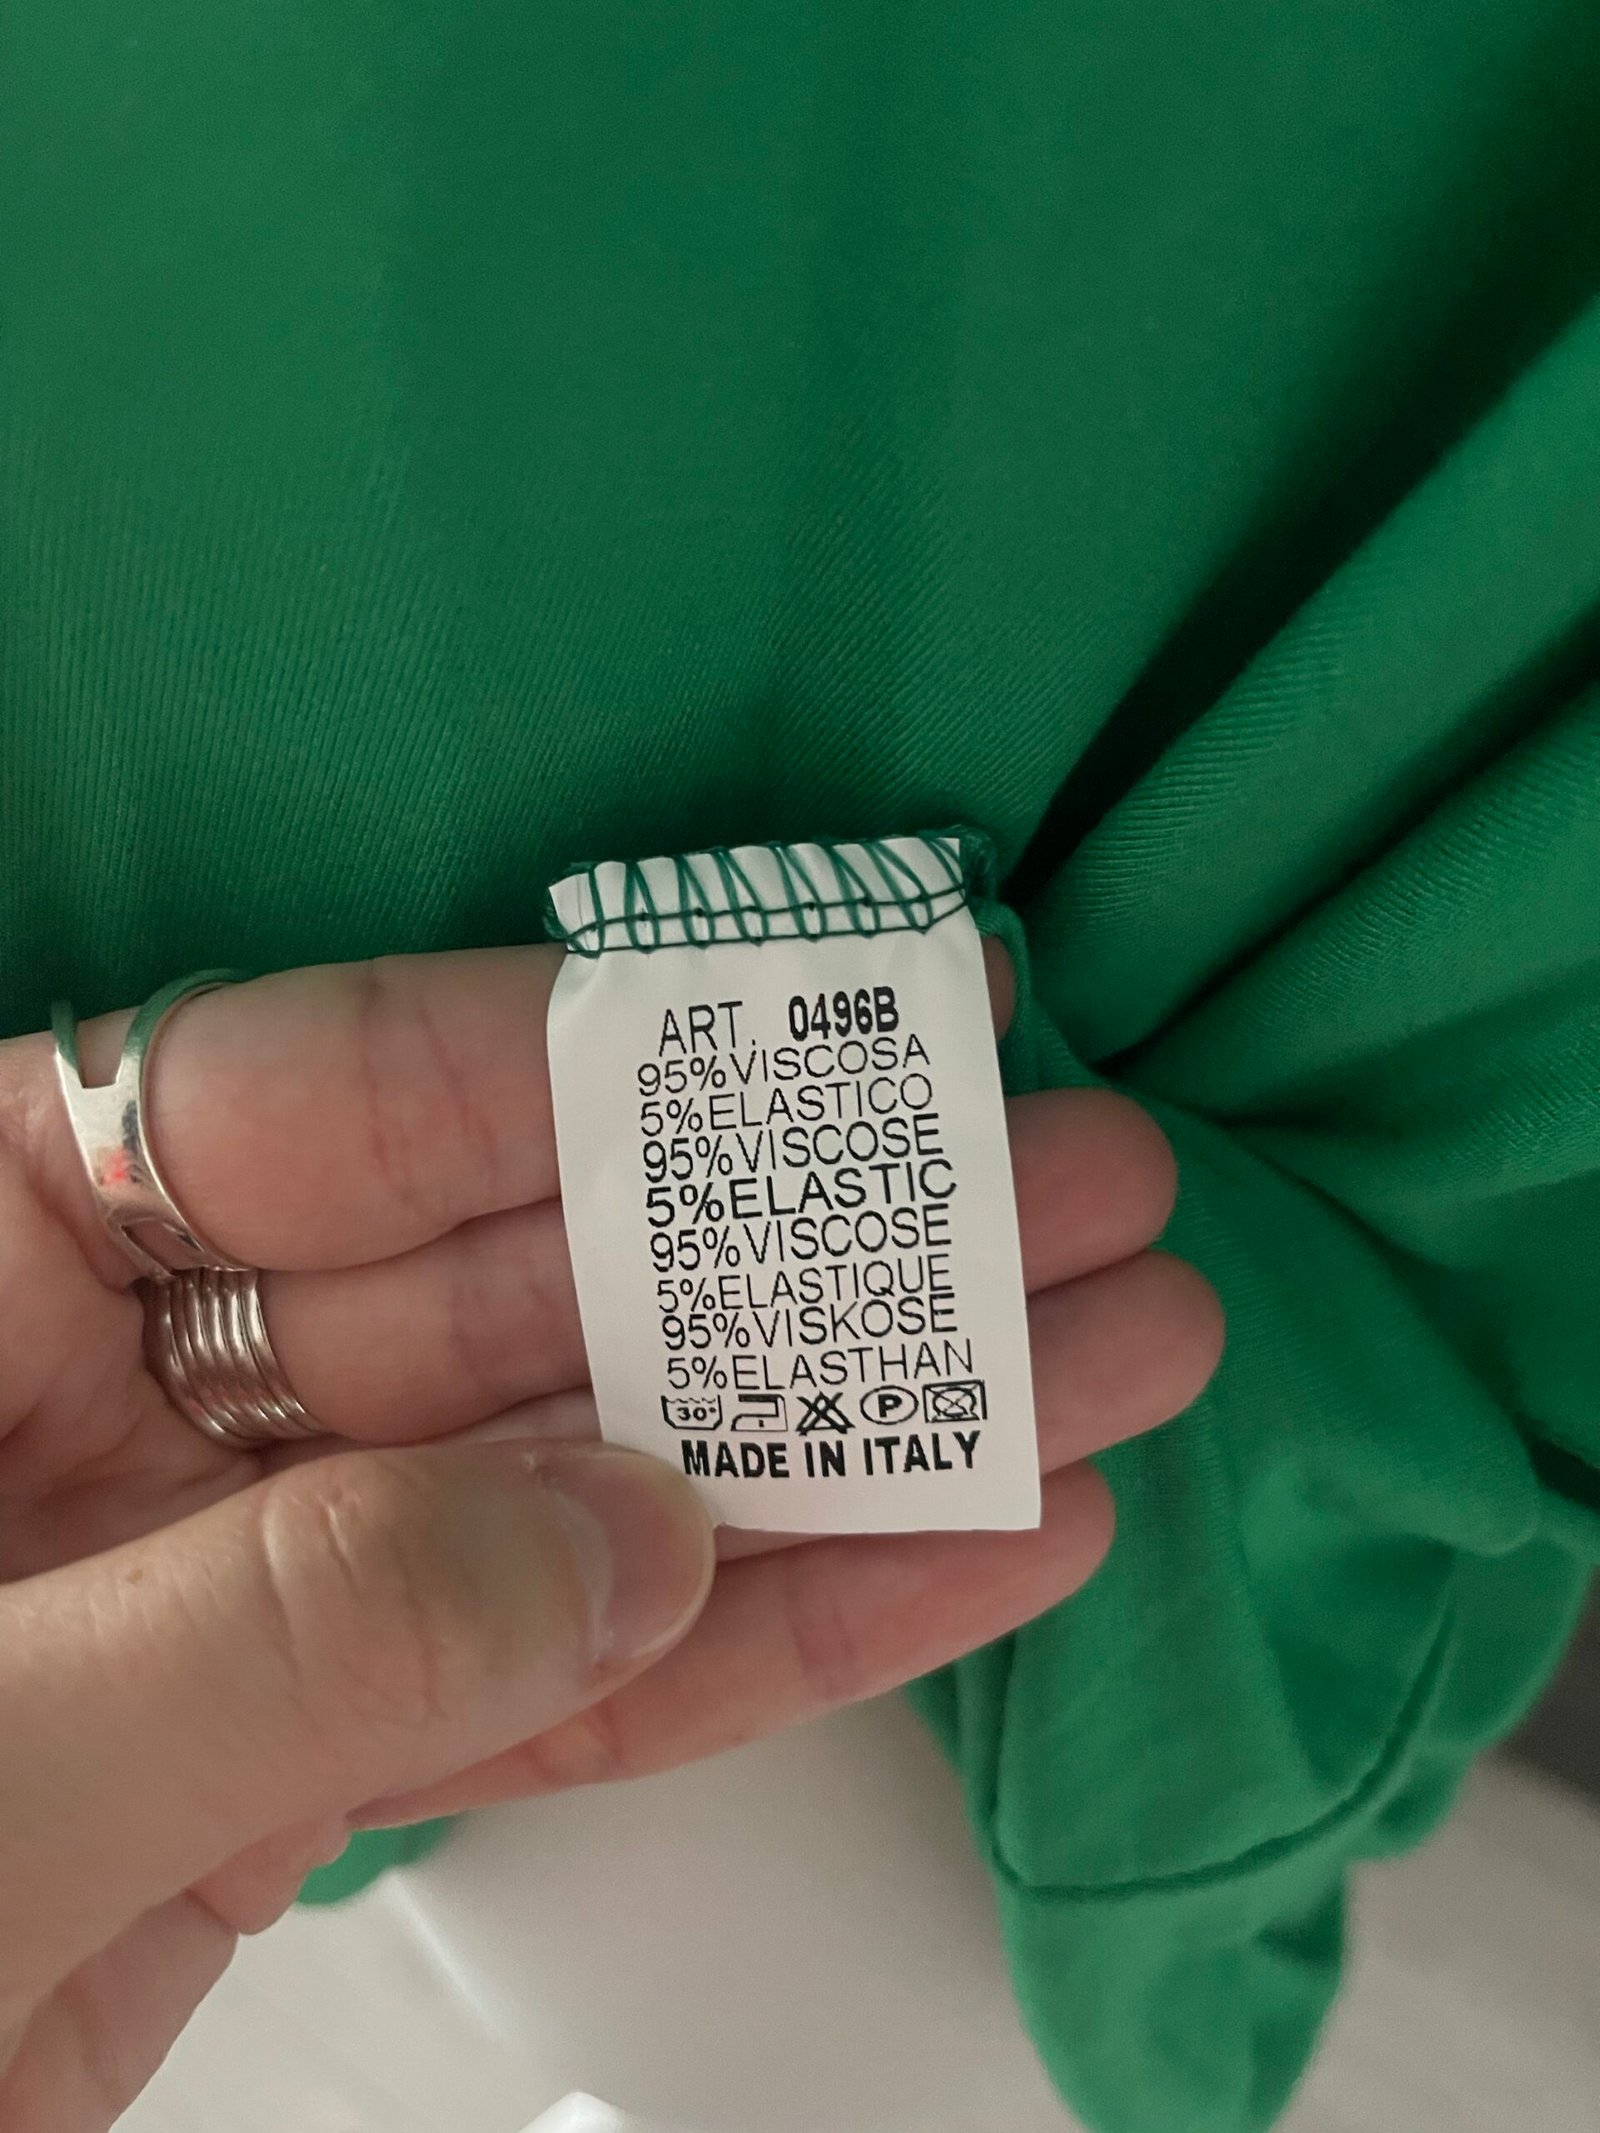 ART. 0496B
95%VISCOSA
5%ELASTICO
95%VISCOSE
5%ELASTIC
95%VISCOSE
5%ELASTIQUE
95%VISKOSE
5%ELASTHAN
30° P
MADE IN ITALY